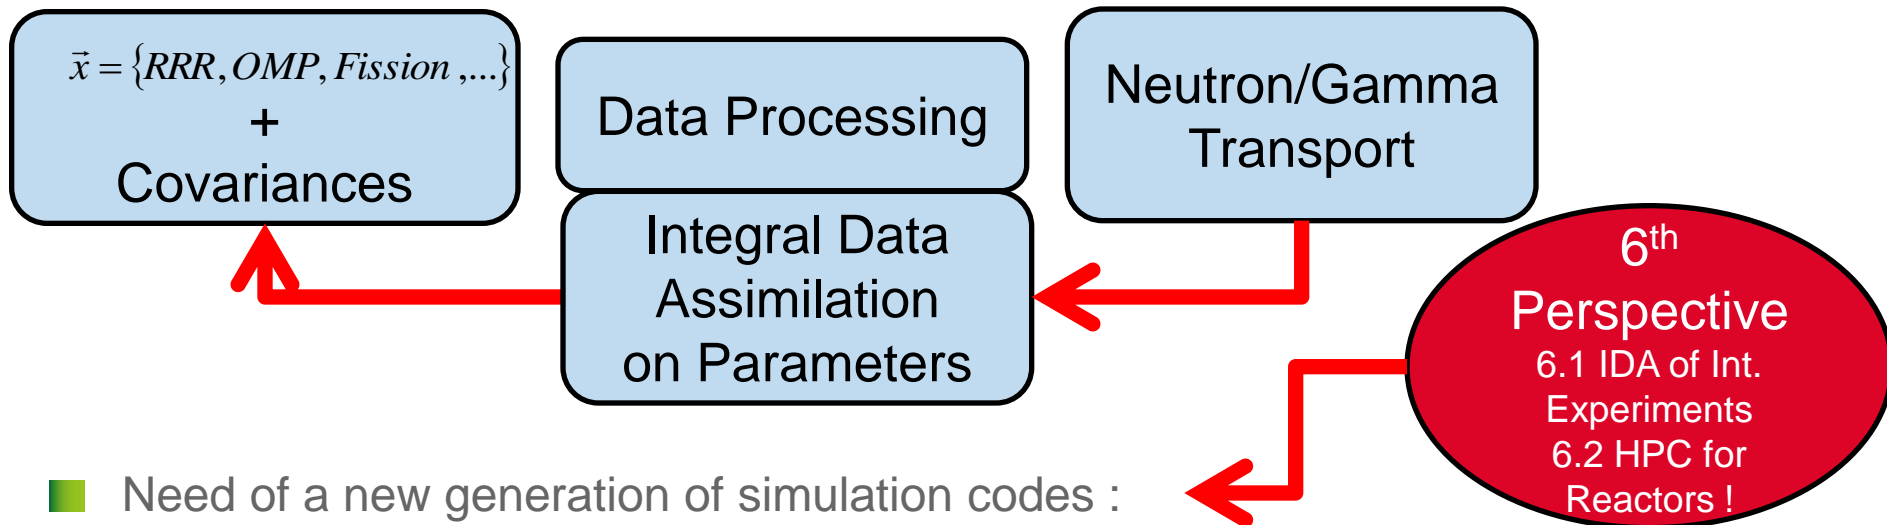 x⃗ = {RRR, OMP, Fission ,...}
+
Covariances
Data Processing
Integral Data
Assimilation
on Parameters
Neutron/Gamma
Transport
6th
Perspective
6.1 IDA of Int.
Experiments
6.2 HPC for
Reactors !
Need of a new generation of simulation codes :